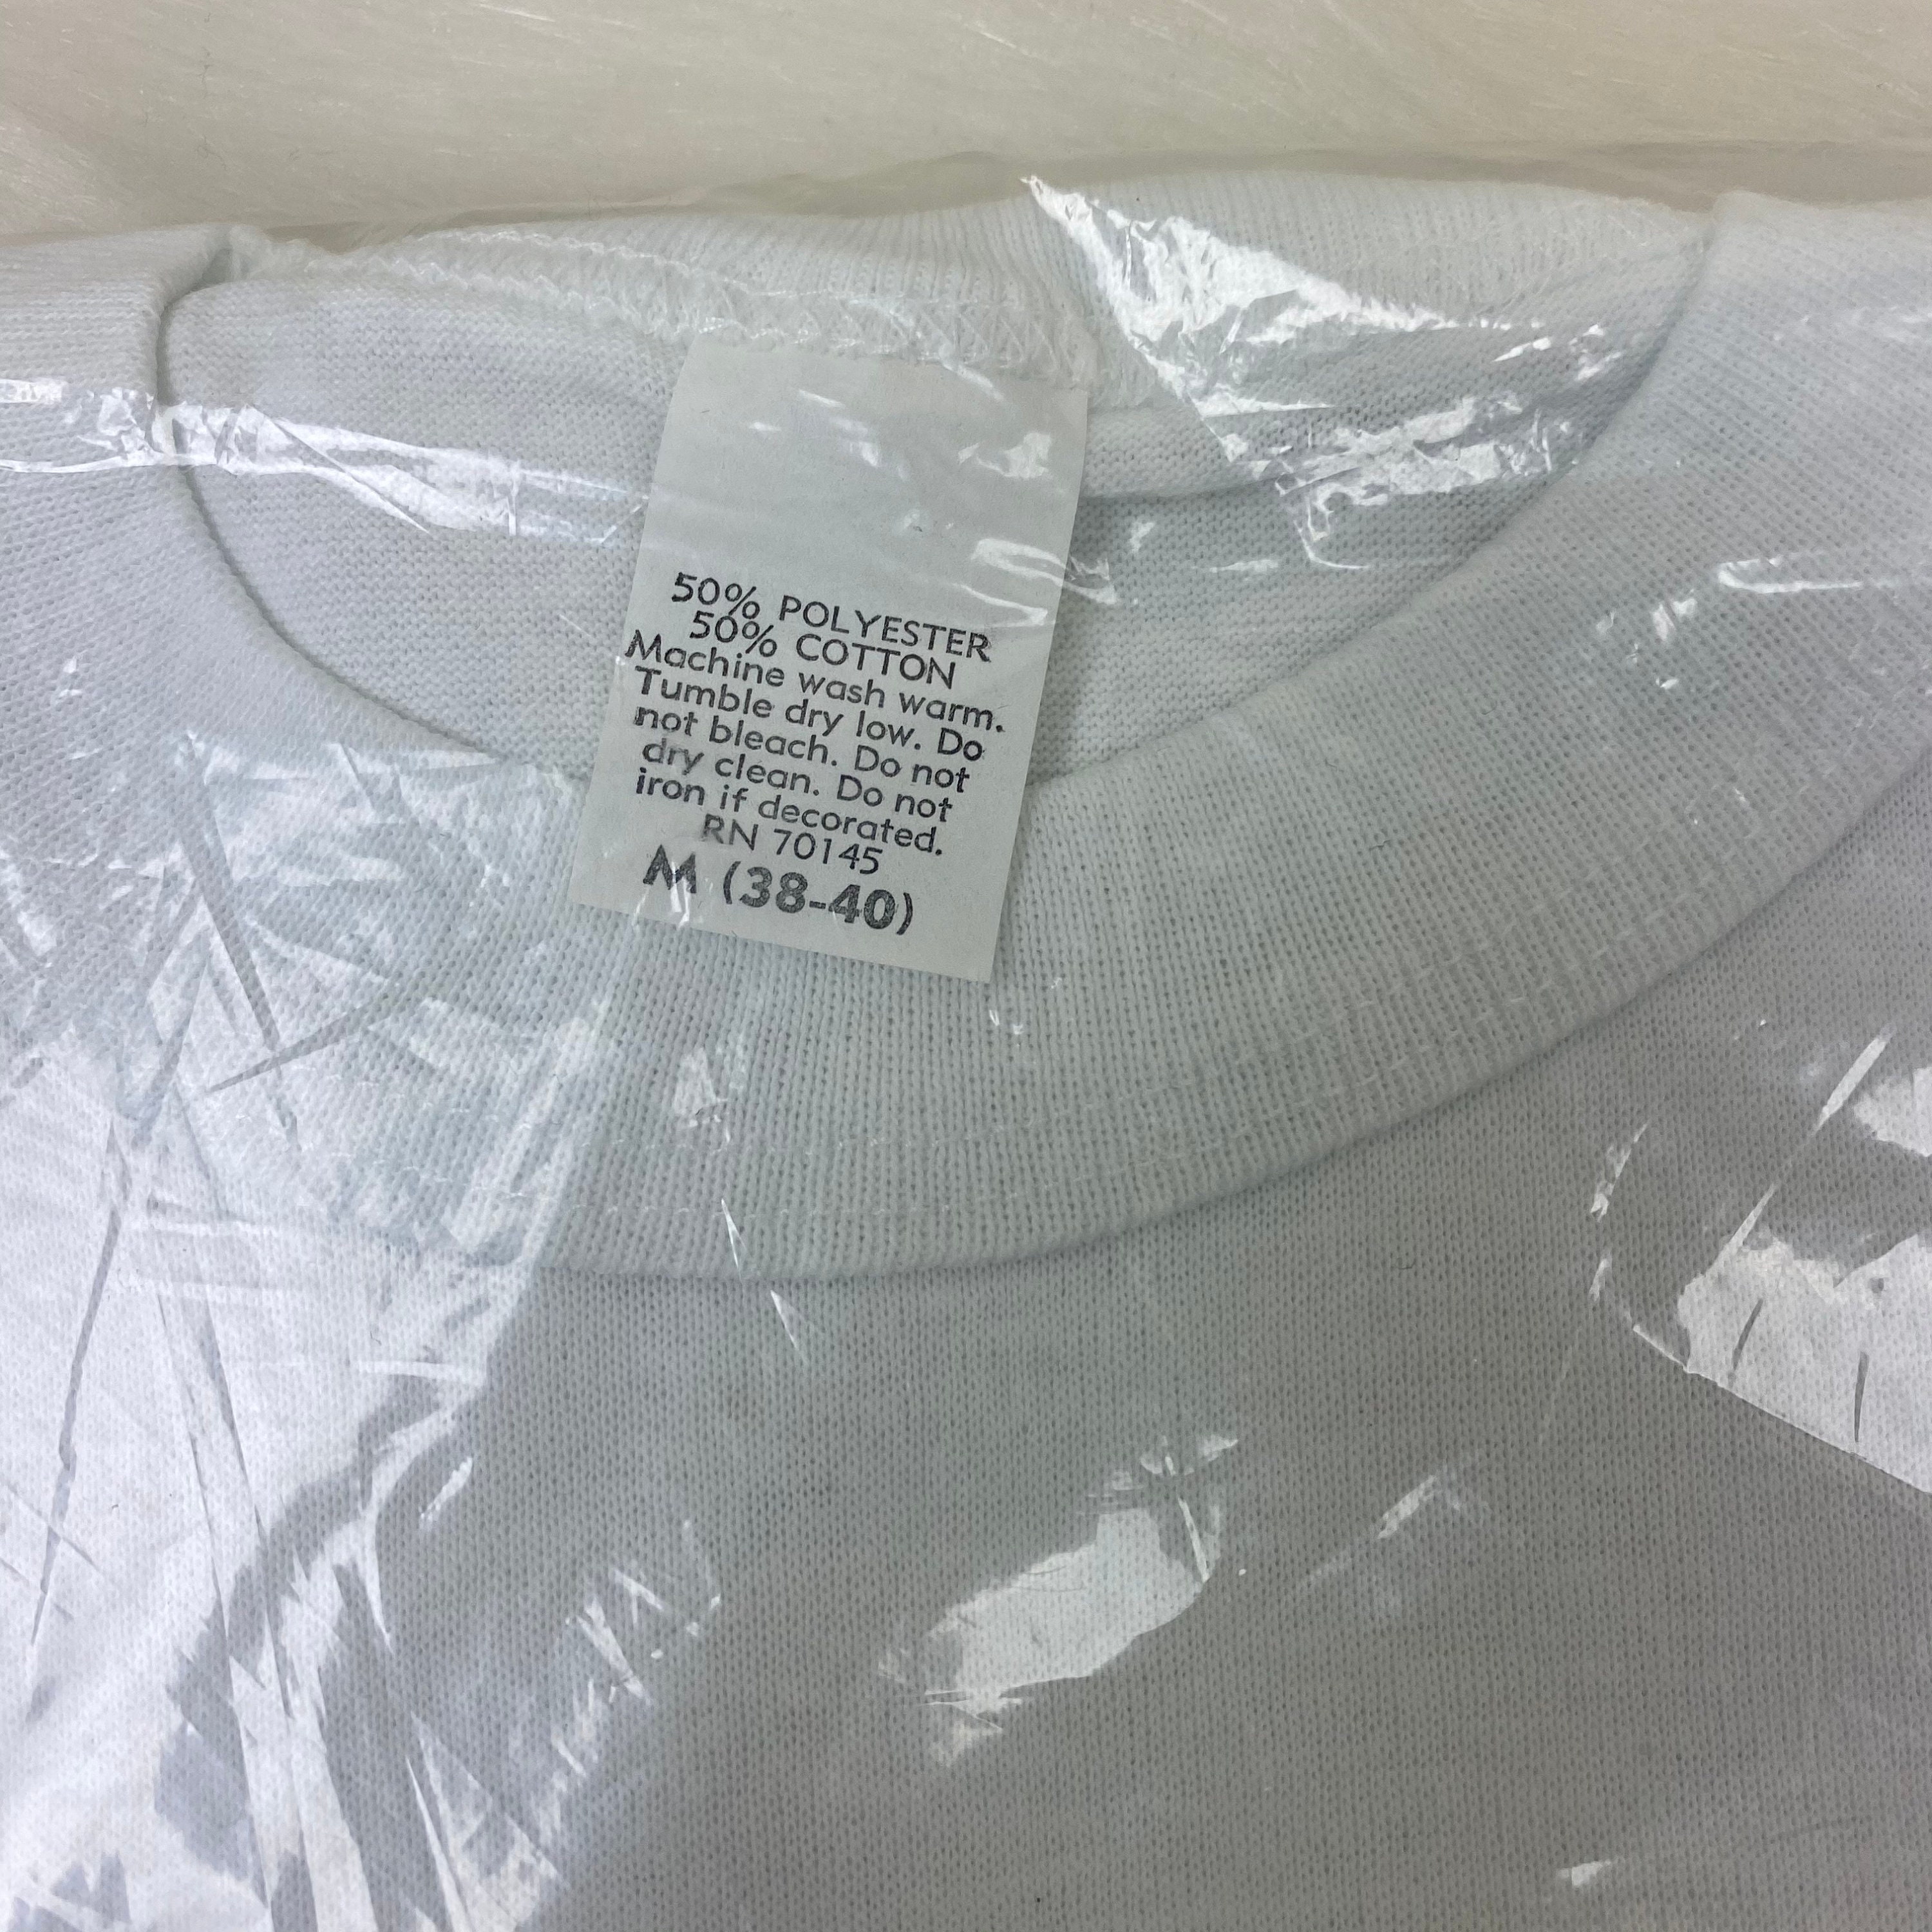 50% POLYESTER
50% COTTON
Machine wash warm.
Tumble dry low. Do
not bleach. Do not
dry clean. Do not
iron if decorated.
RN 70145
M (38-40)